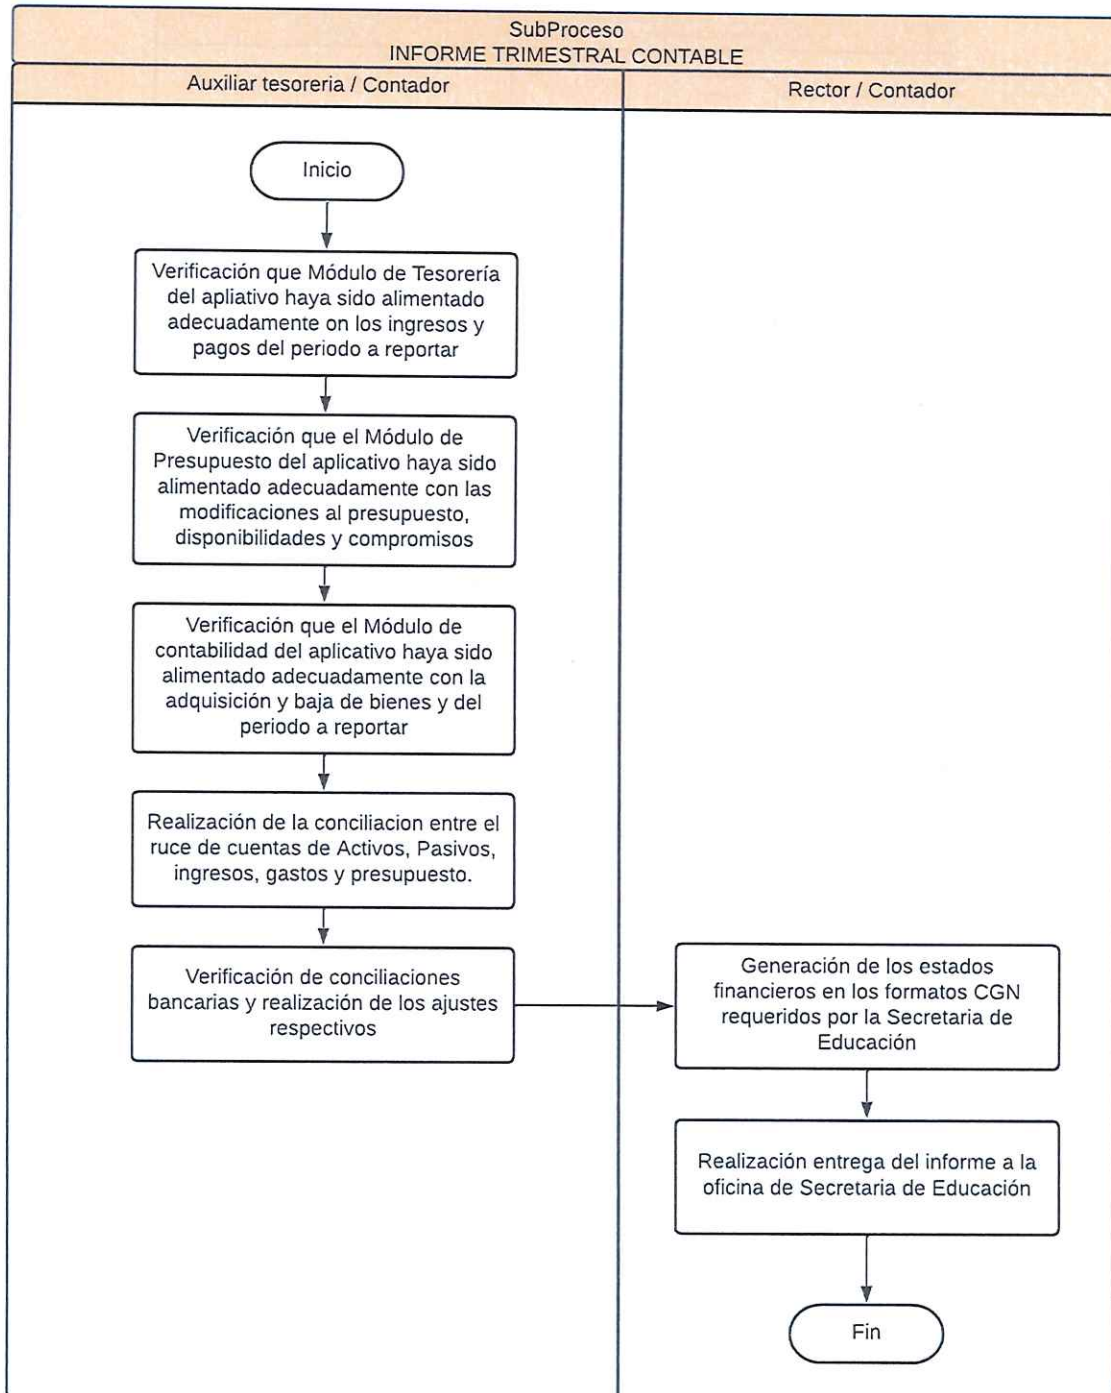 SubProceso
INFORME TRIMESTRAL CONTABLE
Auxiliar tesoreria / Contador
Rector / Contador
Inicio
Verificación que Módulo de Tesorería
del apliativo haya sido alimentado
adecuadamente on los ingresos y
pagos del periodo a reportar
Verificación que el Módulo de
Presupuesto del aplicativo haya sido
alimentado adecuadamente con las
modificaciones al presupuesto,
disponibilidades y compromisos
Verificación que el Módulo de
contabilidad del aplicativo haya sido
alimentado adecuadamente con la
adquisición y baja de bienes y del
periodo a reportar
Realización de la conciliacion entre el
ruce de cuentas de Activos, Pasivos,
ingresos, gastos y presupuesto.
Verificación de conciliaciones
bancarias y realización de los ajustes
respectivos
Generación de los estados
financieros en los formatos CGN
requeridos por la Secretaria de
Educación
Realización entrega del informe a la
oficina de Secretaria de Educación
Fin